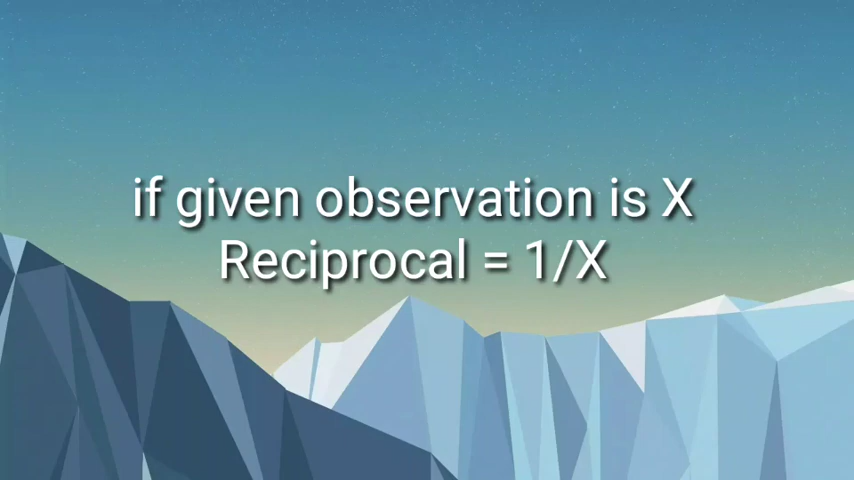 if given observation is X
Reciprocal = 1/X